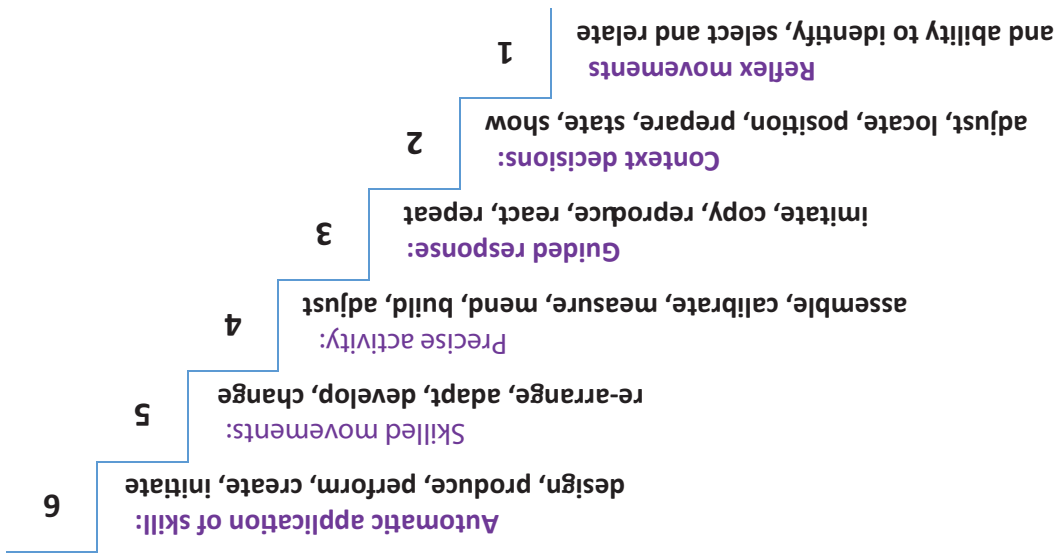 Automatic application of skill:
design, produce, perform, create, initiate
6
Skilled movements:
re-arrange, adapt, develop, change
5
Precise activity:
assemble, calibrate, measure, mend, build, adjust
4
Guided response:
imitate, copy, reproduce, react, repeat
3
Context decisions:
adjust, locate, position, prepare, state, show
2
Reflex movements
and ability to identify, select and relate
1